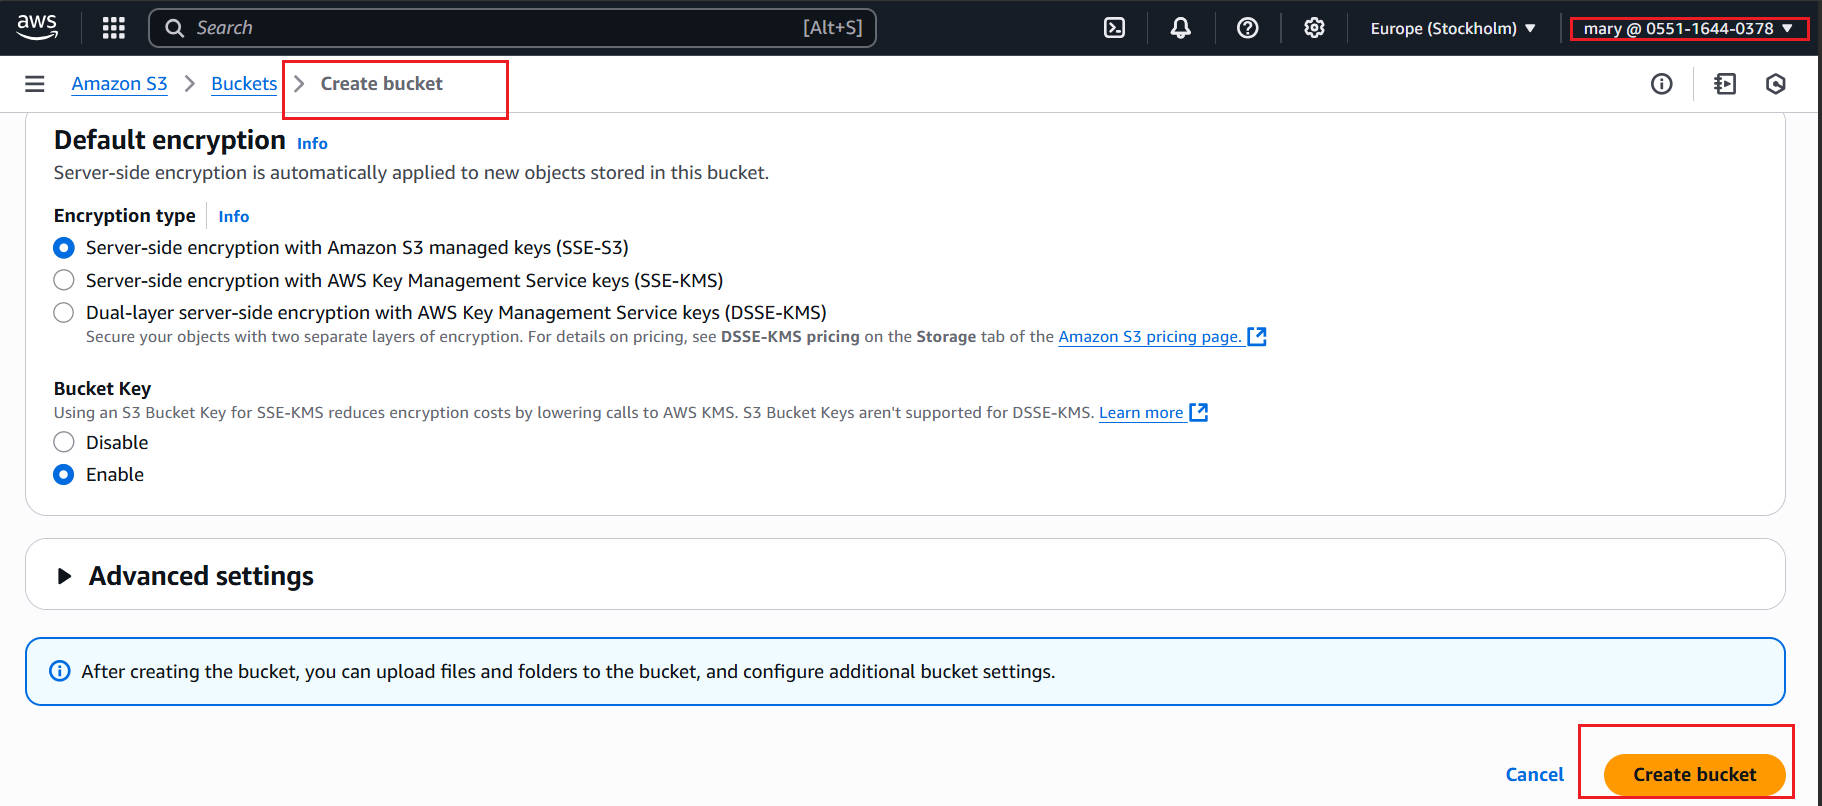 aws
Search [Alt+S]
Europe (Stockholm)
mary @ 0551-1644-0378
Amazon S3 > Buckets > Create bucket
Default encryption Info
Server-side encryption is automatically applied to new objects stored in this bucket.
Encryption type Info
Server-side encryption with Amazon S3 managed keys (SSE-S3)
Server-side encryption with AWS Key Management Service keys (SSE-KMS)
Dual-layer server-side encryption with AWS Key Management Service keys (DSSE-KMS)
Secure your objects with two separate layers of encryption. For details on pricing, see DSSE-KMS pricing on the Storage tab of the Amazon S3 pricing page.
Bucket Key
Using an S3 Bucket Key for SSE-KMS reduces encryption costs by lowering calls to AWS KMS. S3 Bucket Keys aren't supported for DSSE-KMS. Learn more
Disable
Enable
Advanced settings
After creating the bucket, you can upload files and folders to the bucket, and configure additional bucket settings.
Cancel
Create bucket